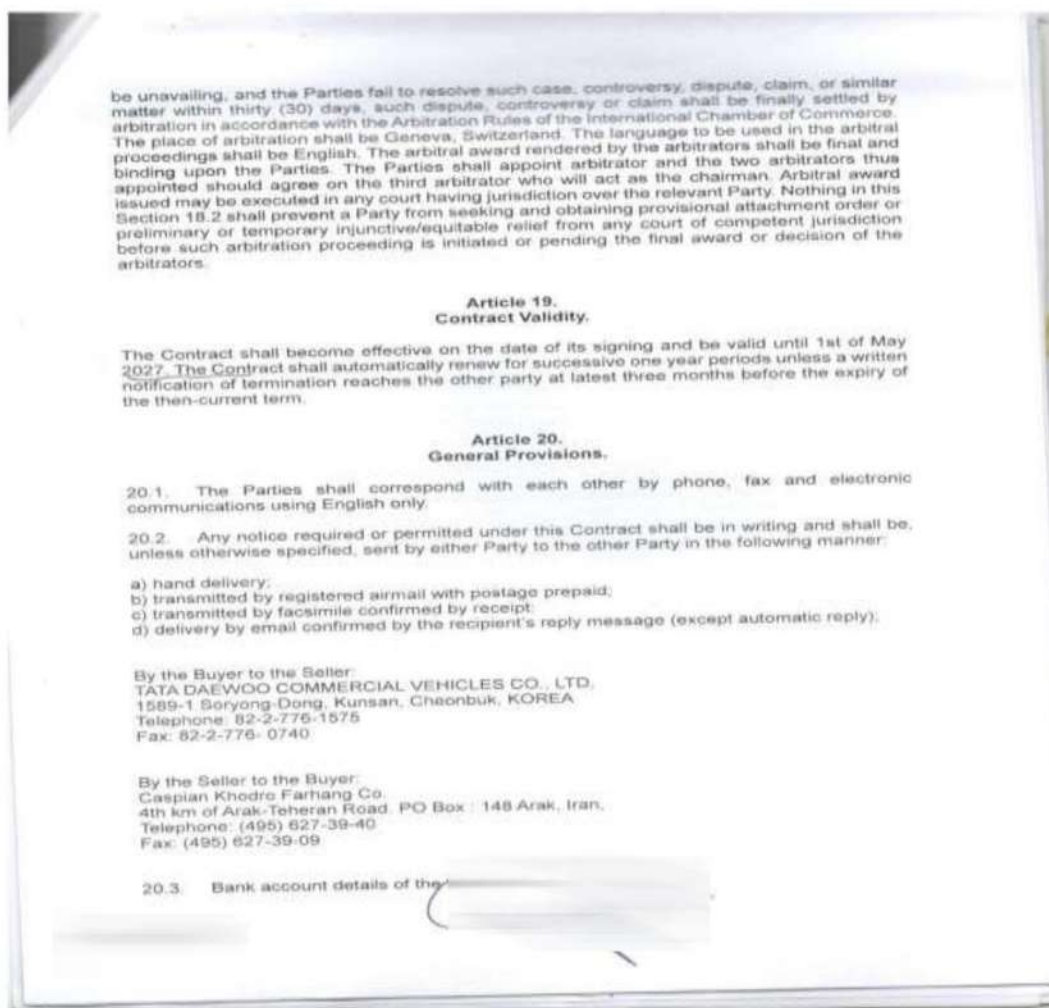 be unavailing, and the Parties fail to resolve such case, controversy, dispute, claim, or similar
matter within thirty (30) days, such dispute, controversy or claim shall be finally settled by
arbitration in accordance with the Arbitration Rules of the International Chamber of Commerce.
The place of arbitration shall be Geneva, Switzerland. The language to be used in the arbitral
proceedings shall be English. The arbitral award rendered by the arbitrators shall be final and
binding upon the Parties. The Parties shall appoint arbitrator and the two arbitrators thus
appointed should agree on the third arbitrator who will act as the chairman. Arbitral award
issued may be executed in any court having jurisdiction over the relevant Party. Nothing in this
Section 18.2 shall prevent a Party from seeking and obtaining provisional attachment order or
preliminary or temporary injunctive/equitable relief from any court of competent jurisdiction
before such arbitration proceeding is initiated or pending the final award or decision of the
arbitrators.
Article 19.
Contract Validity.
The Contract shall become effective on the date of its signing and be valid until 1st of May
2027. The Contract shall automatically renew for successive one year periods unless a written
notification of termination reaches the other party at latest three months before the expiry of
the then-current term.
Article 20.
General Provisions.
20.1. The Parties shall correspond with each other by phone, fax and electronic
communications using English only.
20.2. Any notice required or permitted under this Contract shall be in writing and shall be,
unless otherwise specified, sent by either Party to the other Party in the following manner:
a) hand delivery;
b) transmitted by registered airmail with postage prepaid;
c) transmitted by facsimile confirmed by receipt;
d) delivery by email confirmed by the recipient's reply message (except automatic reply);
By the Buyer to the Seller:
TATA DAEWOO COMMERCIAL VEHICLES CO., LTD,
1589-1 Soryong-Dong, Kunsan, Cheonbuk, KOREA
Telephone: 82-2-776-1575
Fax: 82-2-776- 0740
By the Seller to the Buyer:
Caspian Khodro Farhang Co.
4th km of Arak-Teheran Road. PO Box : 148 Arak, Iran,
Telephone: (495) 627-39-40
Fax: (495) 627-39-09
20.3. Bank account details of the